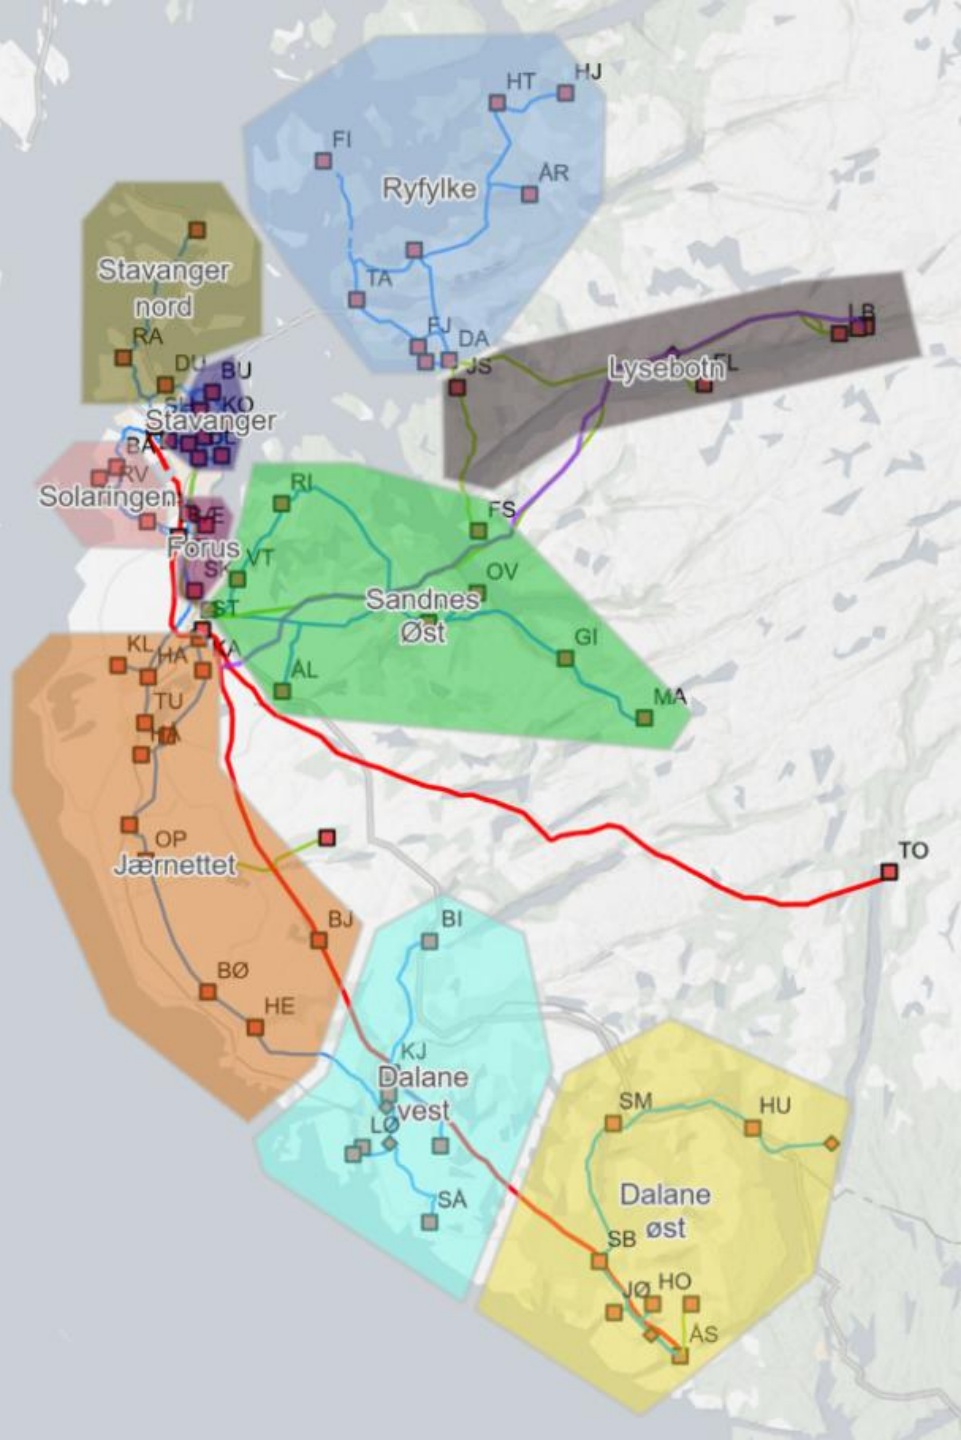 HJ
HT
FI
ÅR
Ryfylke
Stavanger
nord
TA
LB
RA
DA
DU
JS
Lysebotn
BU
KO
Stavanger
BA
RV
Solaringen
RI
FS
Forus
VT
SK
OV
Sandnes
Øst
ST
GI
KL
HA
KA
ÅL
MA
TU
OP
Jærnettet
TO
BJ
BI
BØ
HE
KJ
Dalane
vest
SM
HU
LØ
Dalane
øst
SÅ
SB
JØ
HO
ÅS